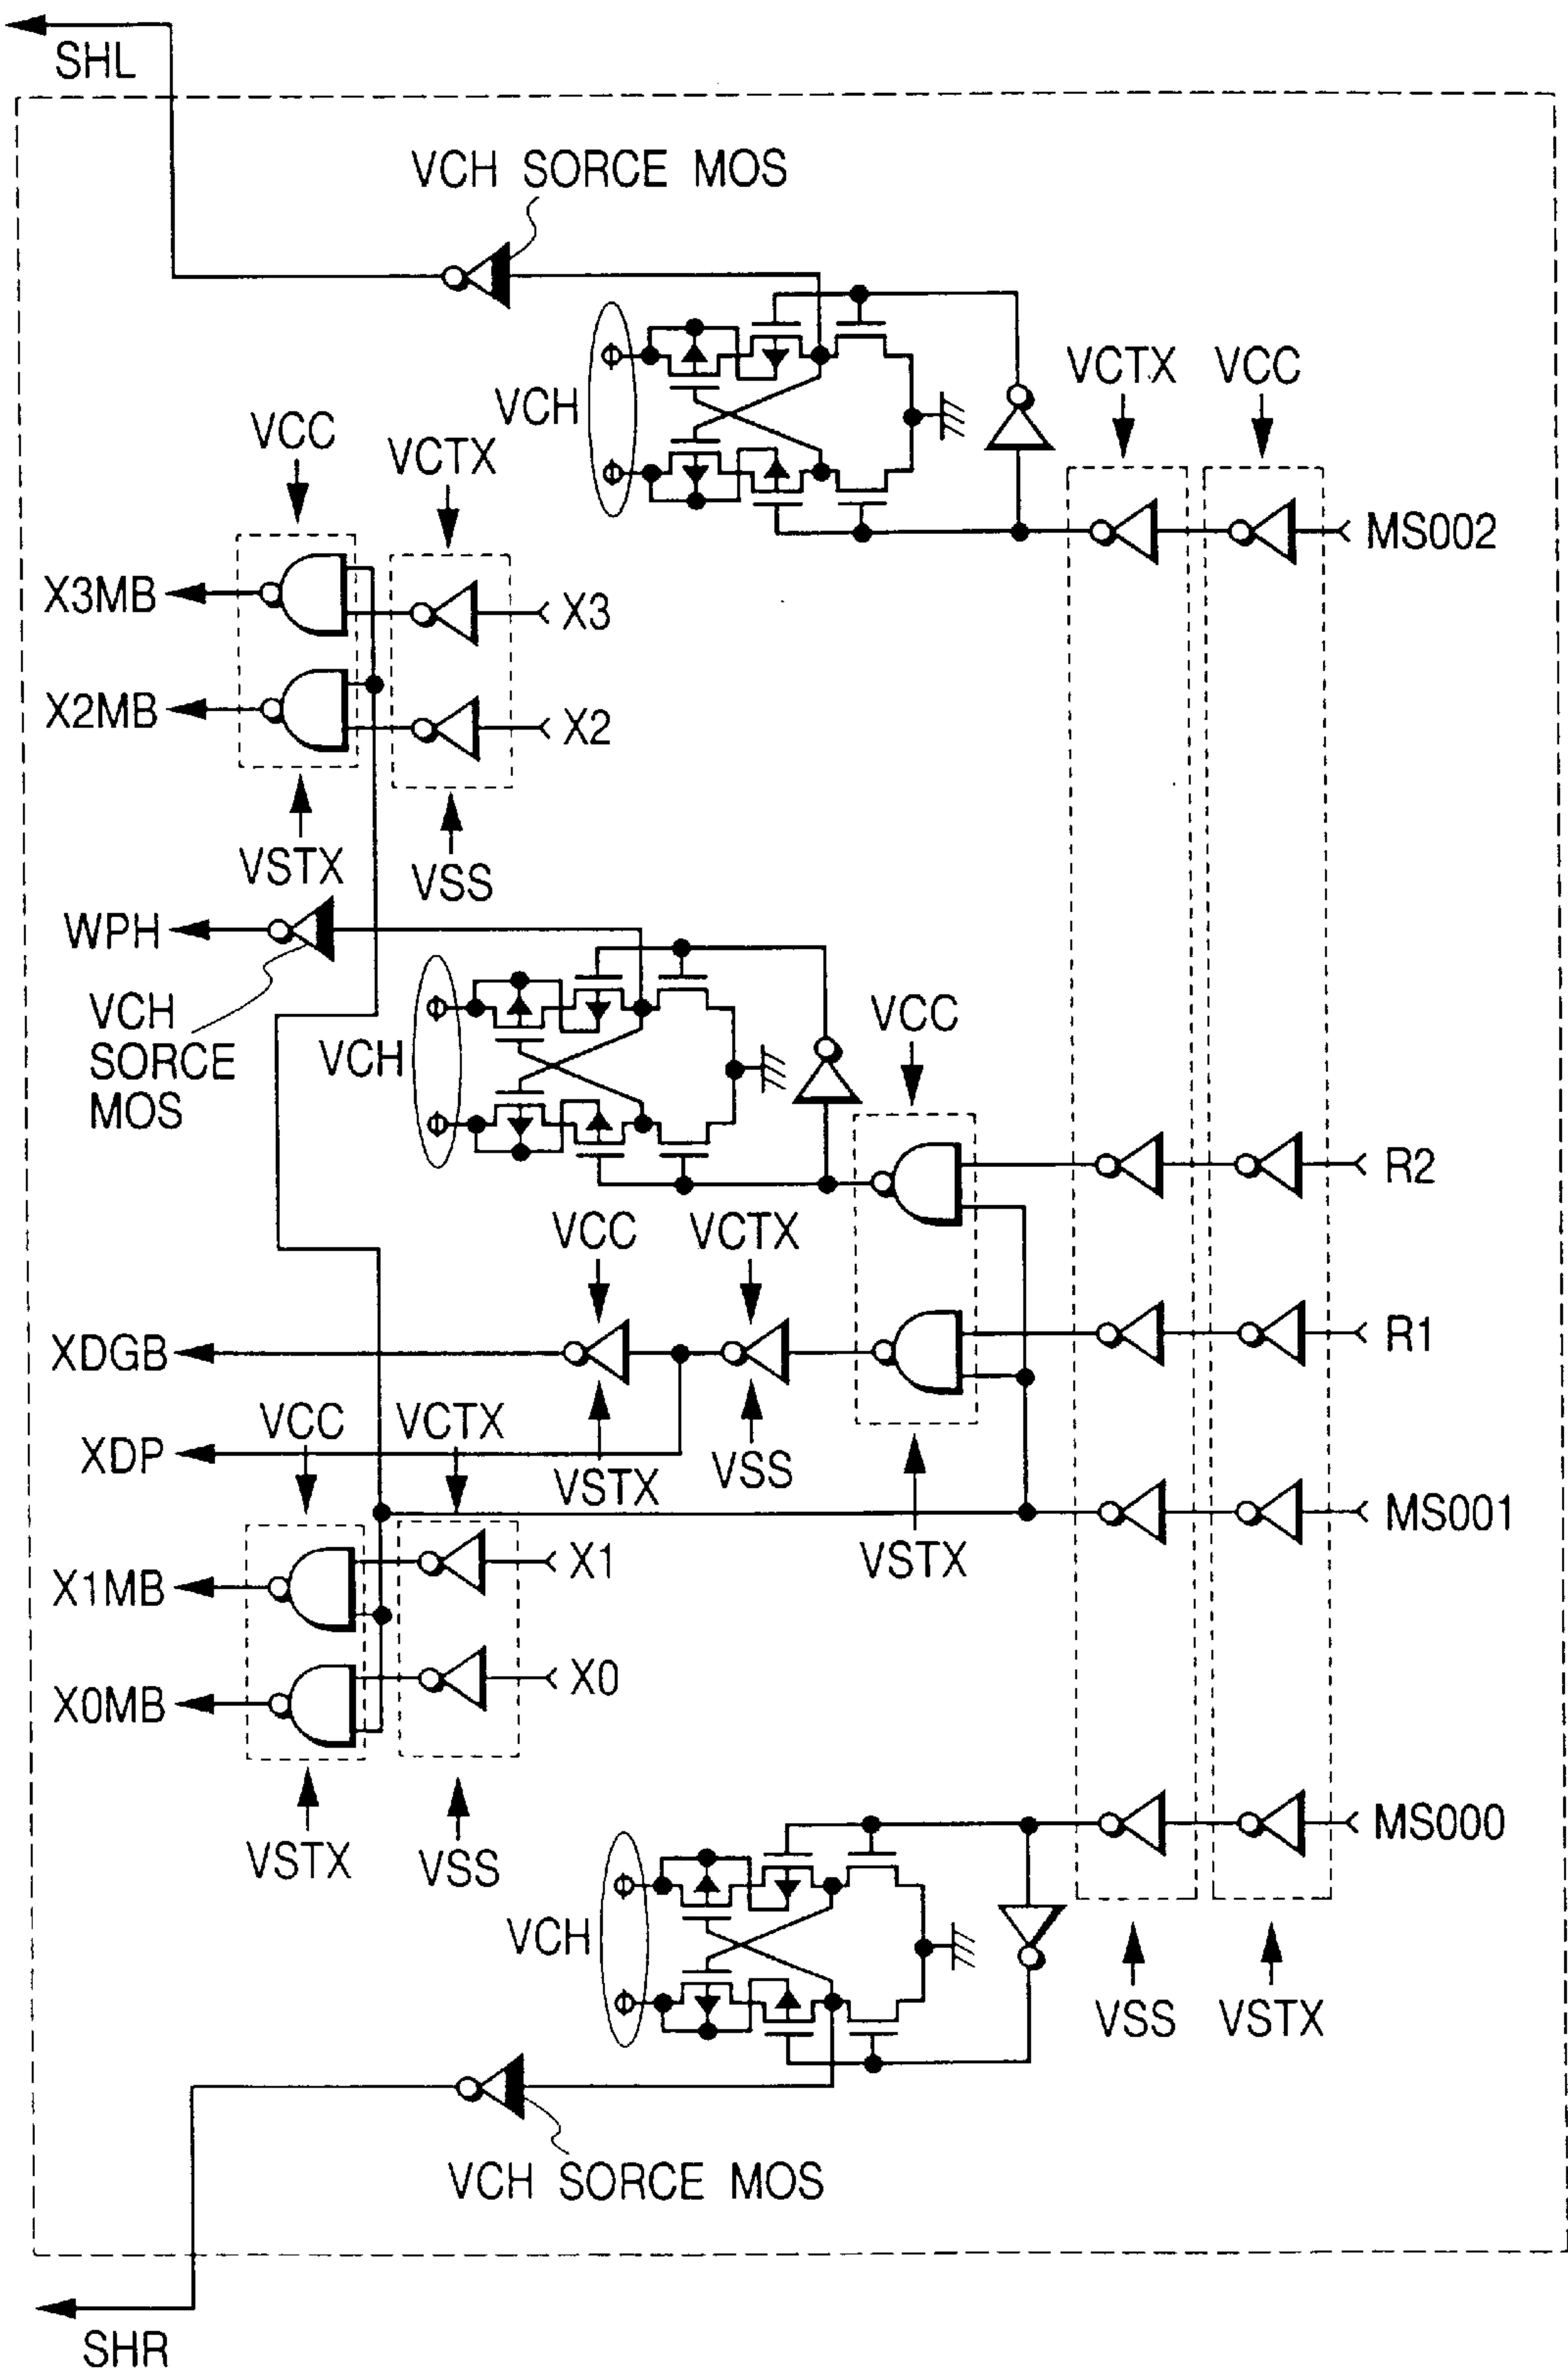 SHL
VCH SORCE MOS
VCTX
VCC
VCH
VCC
VCTX
MS002
X3MB
X3
X2MB
X2
VSTX
VSS
WPH
VCH
SORCE
MOS
VCH
VCC
R2
VCC
VCTX
R1
XDGB
VCC
VCTX
XDP
VSTX
VSS
MS001
VSTX
X1
X1MB
X0
X0MB
MS000
VSTX
VSS
VCH
VSS
VSTX
VCH SORCE MOS
SHR